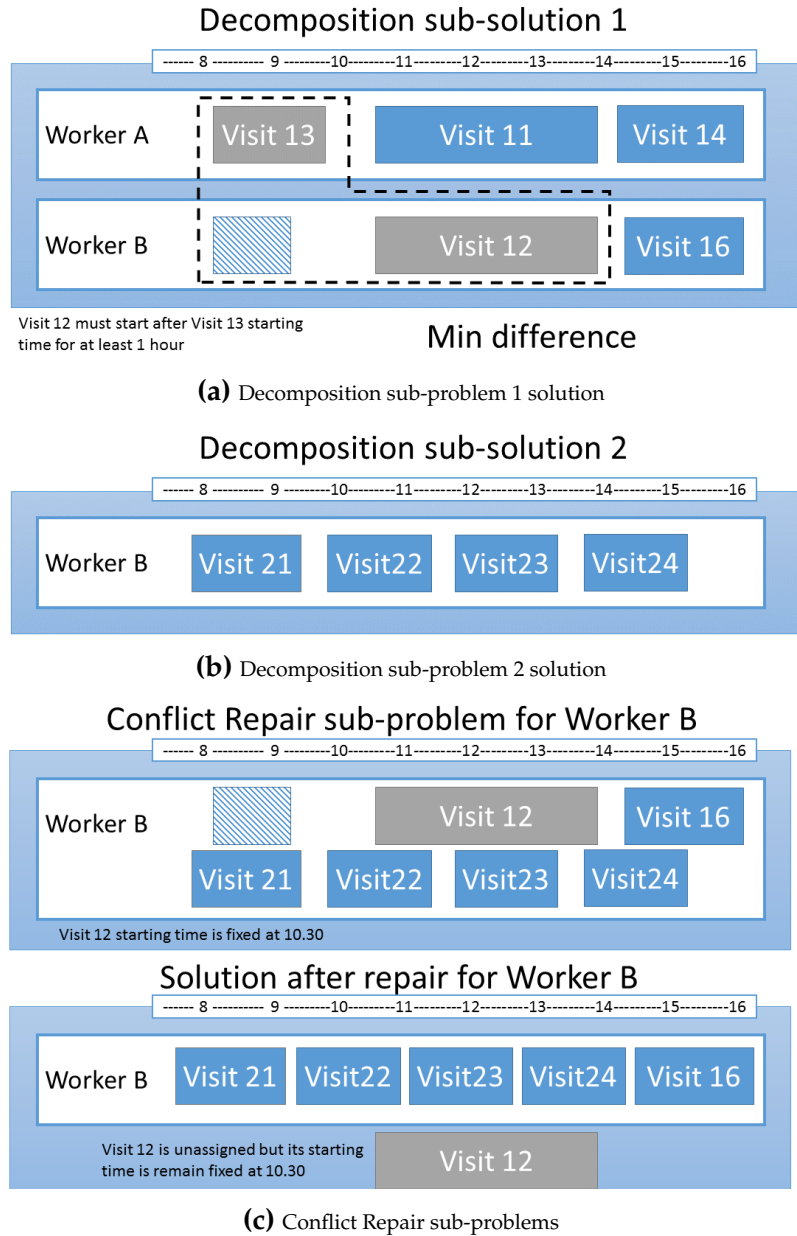 Decomposition sub-solution 1
------ 8 ---------- 9 ---------10---------11---------12---------13---------14---------15---------16
Worker A
Visit 13
Visit 11
Visit 14
Worker B
Visit 12
Visit 16
Visit 12 must start after Visit 13 starting
time for at least 1 hour
Min difference
(a) Decomposition sub-problem 1 solution
Decomposition sub-solution 2
------ 8 ---------- 9 ---------10---------11---------12---------13---------14---------15---------16
Worker B
Visit 21
Visit22
Visit23
Visit24
(b) Decomposition sub-problem 2 solution
Conflict Repair sub-problem for Worker B
------ 8 ---------- 9 ---------10---------11---------12---------13---------14---------15---------16
Worker B
Visit 12
Visit 16
Visit 21
Visit22
Visit23
Visit24
Visit 12 starting time is fixed at 10.30
Solution after repair for Worker B
------ 8 ---------- 9 ---------10---------11---------12---------13---------14---------15---------16
Worker B
Visit 21
Visit22
Visit23
Visit24
Visit 16
Visit 12 is unassigned but its starting
time is remain fixed at 10.30
Visit 12
(c) Conflict Repair sub-problems